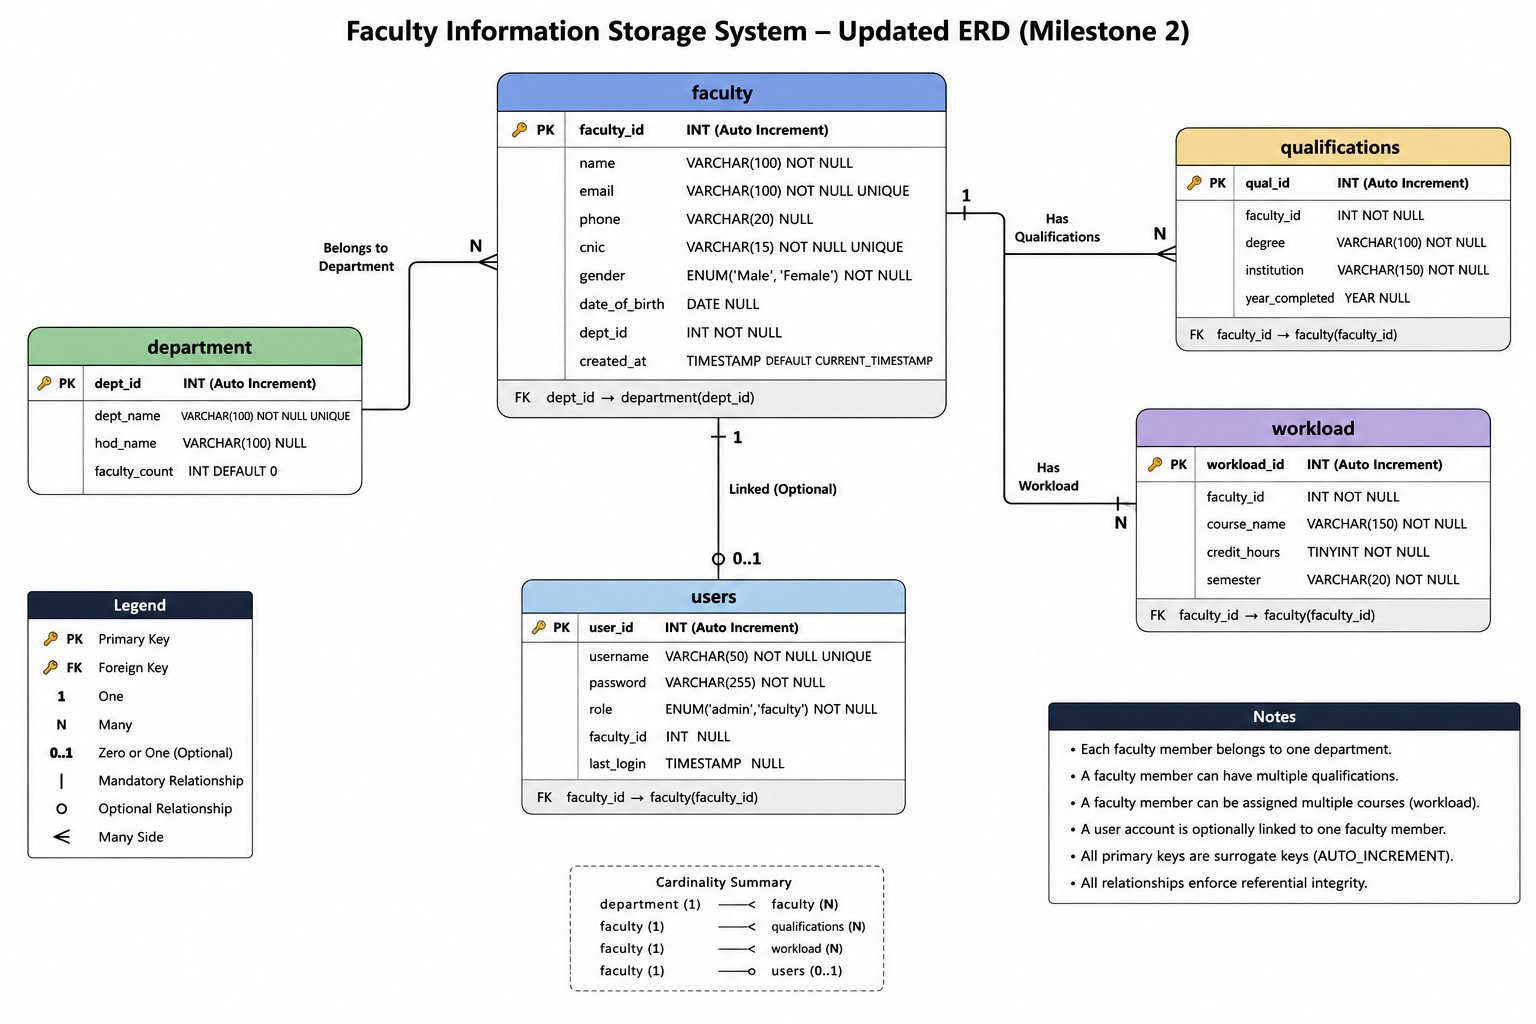 Faculty Information Storage System – Updated ERD (Milestone 2)
faculty
PK faculty_id INT (Auto Increment)
name VARCHAR(100) NOT NULL
email VARCHAR(100) NOT NULL UNIQUE
phone VARCHAR(20) NULL
cnic VARCHAR(15) NOT NULL UNIQUE
gender ENUM('Male', 'Female') NOT NULL
date_of_birth DATE NULL
dept_id INT NOT NULL
created_at TIMESTAMP DEFAULT CURRENT_TIMESTAMP
FK dept_id → department(dept_id)
Belongs to
Department
N
department
PK dept_id INT (Auto Increment)
dept_name VARCHAR(100) NOT NULL UNIQUE
hod_name VARCHAR(100) NULL
faculty_count INT DEFAULT 0
1
Has
Qualifications
N
qualifications
PK qual_id INT (Auto Increment)
faculty_id INT NOT NULL
degree VARCHAR(100) NOT NULL
institution VARCHAR(150) NOT NULL
year_completed YEAR NULL
FK faculty_id → faculty(faculty_id)
Has
Workload
N
workload
PK workload_id INT (Auto Increment)
faculty_id INT NOT NULL
course_name VARCHAR(150) NOT NULL
credit_hours TINYINT NOT NULL
semester VARCHAR(20) NOT NULL
FK faculty_id → faculty(faculty_id)
1
Linked (Optional)
0..1
users
PK user_id INT (Auto Increment)
username VARCHAR(50) NOT NULL UNIQUE
password VARCHAR(255) NOT NULL
role ENUM('admin','faculty') NOT NULL
faculty_id INT NULL
last_login TIMESTAMP NULL
FK faculty_id → faculty(faculty_id)
Legend
PK Primary Key
FK Foreign Key
1 One
N Many
0..1 Zero or One (Optional)
Mandatory Relationship
Optional Relationship
Many Side
Notes
• Each faculty member belongs to one department.
• A faculty member can have multiple qualifications.
• A faculty member can be assigned multiple courses (workload).
• A user account is optionally linked to one faculty member.
• All primary keys are surrogate keys (AUTO_INCREMENT).
• All relationships enforce referential integrity.
Cardinality Summary
department (1) faculty (N)
faculty (1) qualifications (N)
faculty (1) workload (N)
faculty (1) users (0..1)